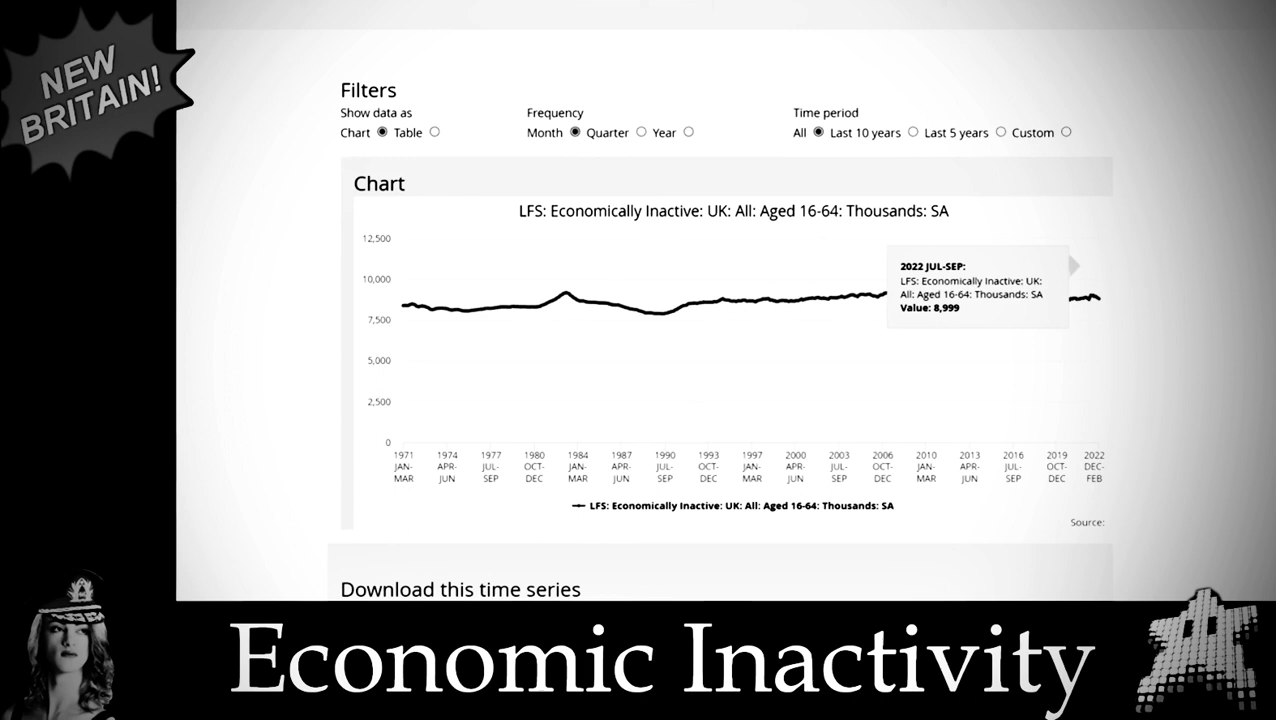 NEW
BRITAIN!
Filters
Show data as
Frequency
Time period
Chart Table
Month Quarter Year
All Last 10 years Last 5 years Custom
Chart
LFS: Economically Inactive: UK: All: Aged 16-64: Thousands: SA
12,500
10,000
7,500
5,000
2,500
0
2022 JUL-SEP:
LFS: Economically Inactive: UK:
All: Aged 16-64: Thousands: SA
Value: 8,999
1971 1974 1977 1980 1984 1987 1990 1993 1997 2000 2003 2006 2010 2013 2016 2019 2022
JAN- APR- JUL- OCT- JAN- APR- JUL- OCT- JAN- APR- JUL- OCT- JAN- APR- JUL- OCT- DEC-
MAR JUN SEP DEC MAR JUN SEP DEC MAR JUN SEP DEC MAR JUN SEP DEC FEB
LFS: Economically Inactive: UK: All: Aged 16-64: Thousands: SA
Source:
Download this time series
Economic Inactivity